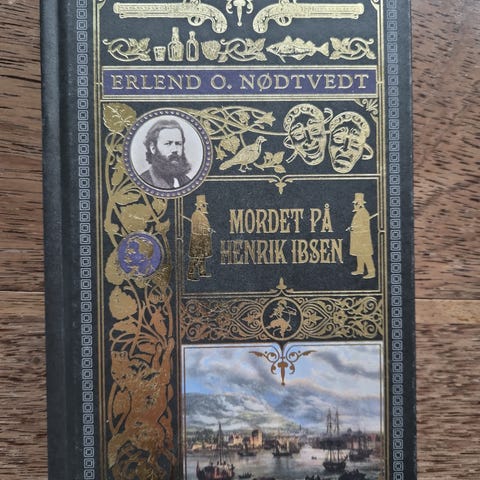 ERLEND O. NØDTVEDT
MORDET PÅ
HENRIK IBSEN